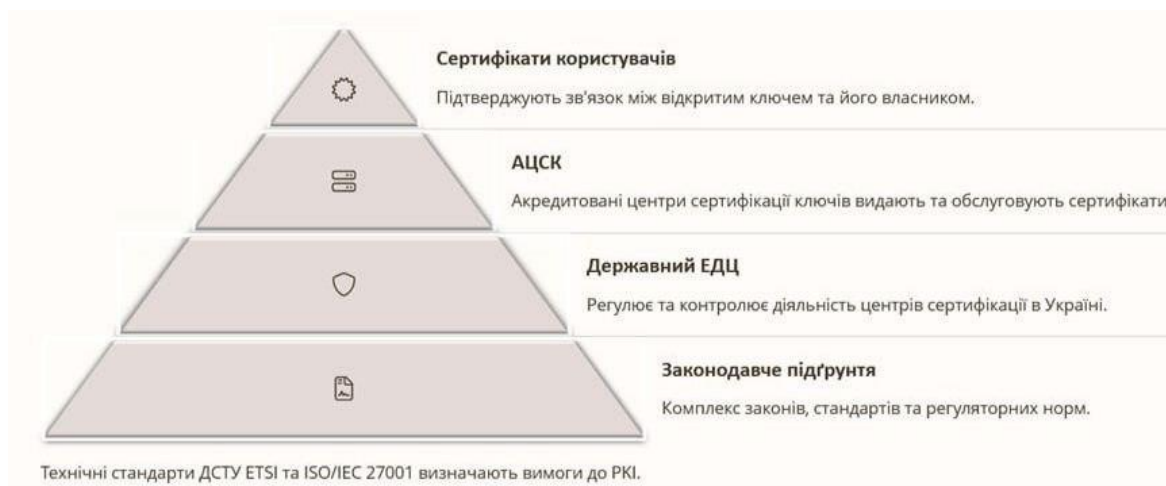 Сертифікати користувачів
Підтверджують зв'язок між відкритим ключем та його власником.
АЦСК
Акредитовані центри сертифікації ключів видають та обслуговують сертифікати
Державний ЕДЦ
Регулює та контролює діяльність центрів сертифікації в Україні.
Законодавче підґрунтя
Комплекс законів, стандартів та регуляторних норм.
Технічні стандарти ДСТУ ETSI та ISO/IEC 27001 визначають вимоги до PKI.